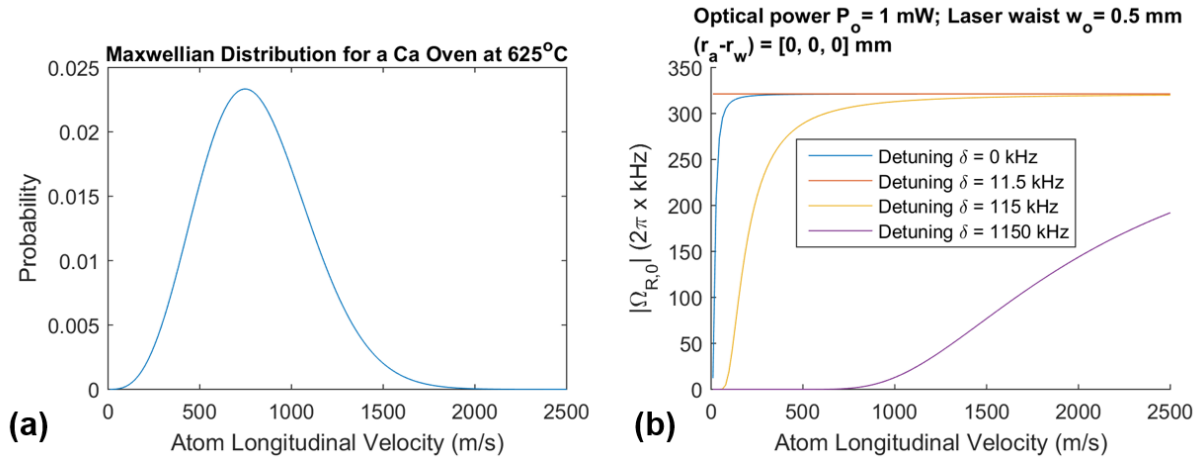 Maxwellian Distribution for a Ca Oven at 625°C
0.025
0.02
0.015
0.01
0.005
0
Probability
0
500
1000
1500
2000
2500
Atom Longitudinal Velocity (m/s)
(a)
Optical power Pₒ= 1 mW; Laser waist wₒ= 0.5 mm
(rₐ-r_w) = [0, 0, 0] mm
350
300
250
200
150
100
50
0
|Ω_R,0| (2π x kHz)
Detuning δ = 0 kHz
Detuning δ = 11.5 kHz
Detuning δ = 115 kHz
Detuning δ = 1150 kHz
0
500
1000
1500
2000
2500
Atom Longitudinal Velocity (m/s)
(b)